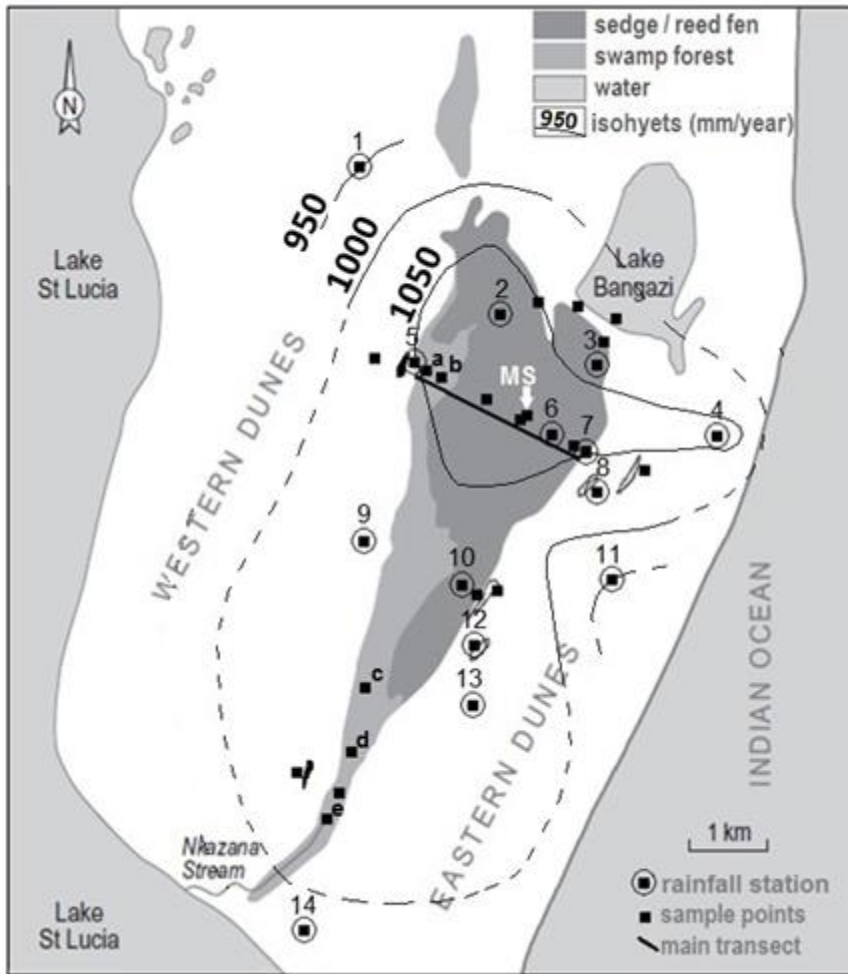 sedge / reed fen
swamp forest
water
950 isohyets (mm/year)
N
1
950
1000
1050
Lake
St Lucia
Lake
Bangazi
2
3
5
a
b
MS
4
6
7
8
WESTERN DUNES
9
10
11
12
13
c
d
e
EASTERN DUNES
INDIAN OCEAN
Nkazana
Stream
14
Lake
St Lucia
1 km
rainfall station
sample points
main transect